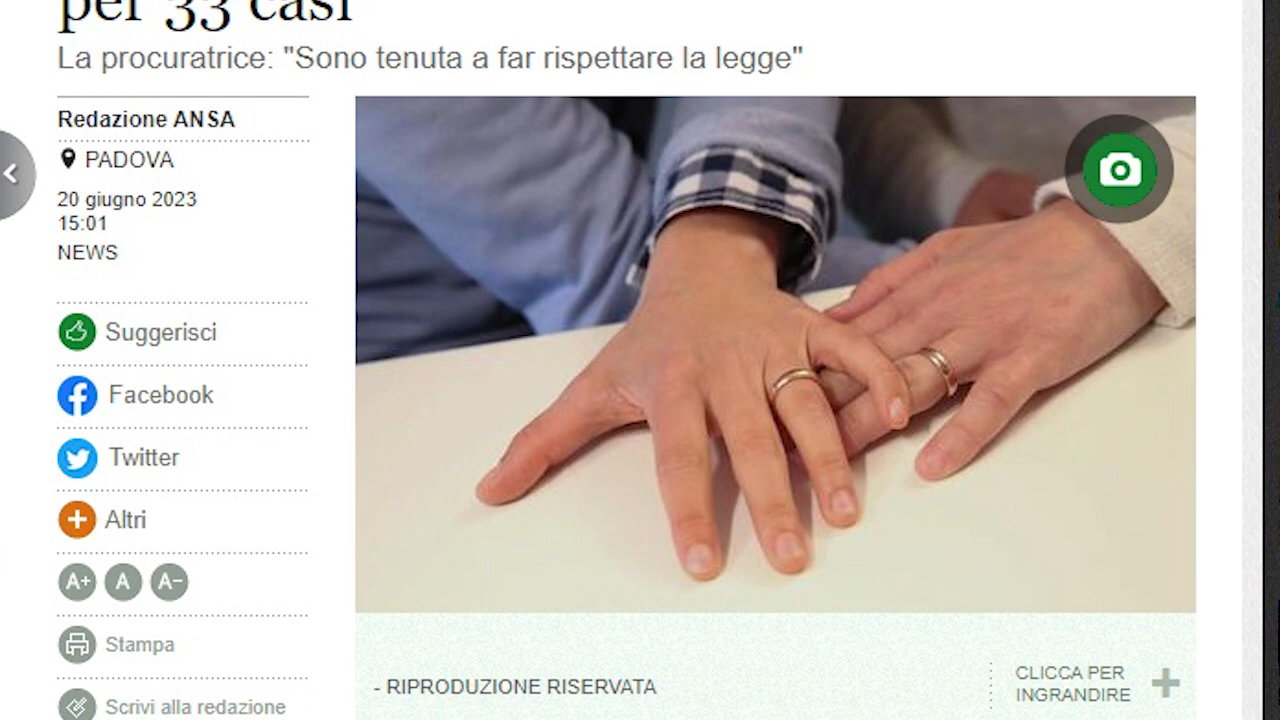 per 33 casi
La procuratrice: "Sono tenuta a far rispettare la legge"
Redazione ANSA
PADOVA
20 giugno 2023
15:01
NEWS
Suggerisci
Facebook
Twitter
Altri
A+ A A-
Stampa
Scrivi alla redazione
- RIPRODUZIONE RISERVATA
CLICCA PER
INGRANDIRE